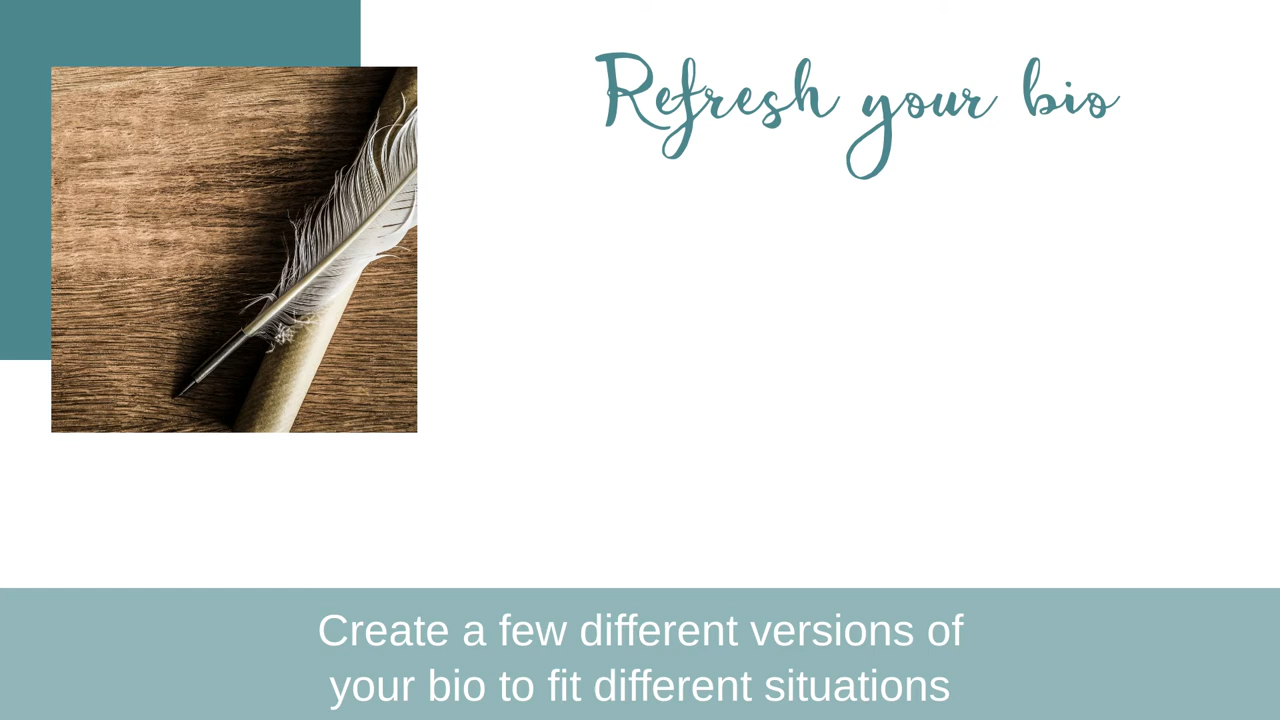 Refresh your bio
Create a few different versions of
your bio to fit different situations